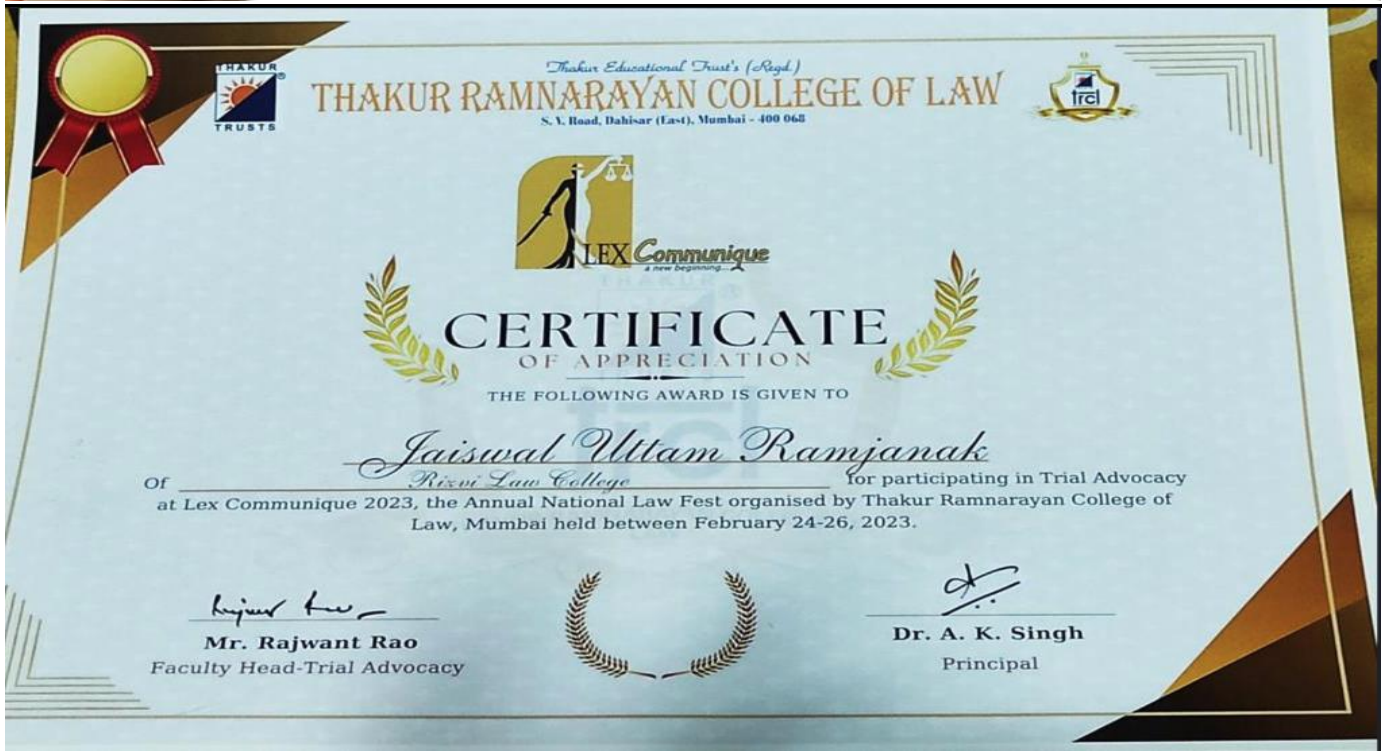 THAKUR
®
TRUSTS
Thakur Educational Trust's (Regd.)
THAKUR RAMNARAYAN COLLEGE OF LAW
S. V. Road, Dahisar (East), Mumbai - 400 068
trcl
LEX Communique
a new beginning...
CERTIFICATE
OF APPRECIATION
THE FOLLOWING AWARD IS GIVEN TO
Jaiswal Uttam Ramjanak
Of Rizvi Law College for participating in Trial Advocacy
at Lex Communique 2023, the Annual National Law Fest organised by Thakur Ramnarayan College of
Law, Mumbai held between February 24-26, 2023.
Mr. Rajwant Rao
Faculty Head-Trial Advocacy
Dr. A. K. Singh
Principal